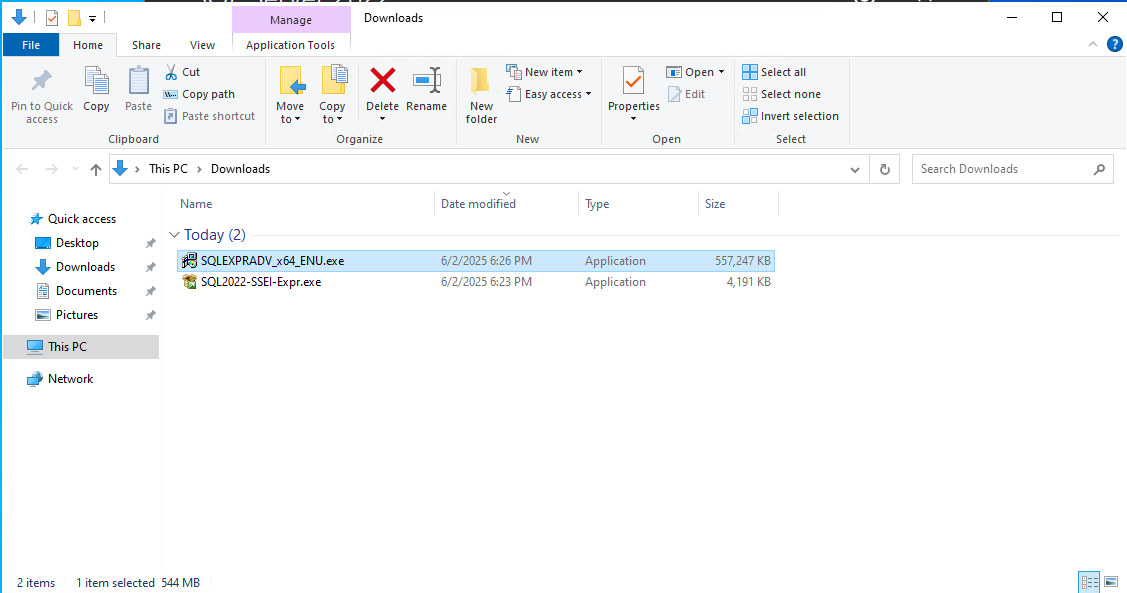 Manage
Downloads
File
Home
Share
View
Application Tools
Pin to Quick access
Copy
Paste
Cut
Copy path
Paste shortcut
Clipboard
Move to
Copy to
Delete
Rename
Organize
New folder
New item
Easy access
New
Properties
Open
Edit
Open
Select all
Select none
Invert selection
Select
This PC > Downloads
Search Downloads
Name
Date modified
Type
Size
Quick access
Desktop
Downloads
Documents
Pictures
This PC
Network
Today (2)
SQLEXPRADV_x64_ENU.exe 6/2/2025 6:26 PM Application 557,247 KB
SQL2022-SSEI-Expr.exe 6/2/2025 6:23 PM Application 4,191 KB
2 items 1 item selected 544 MB